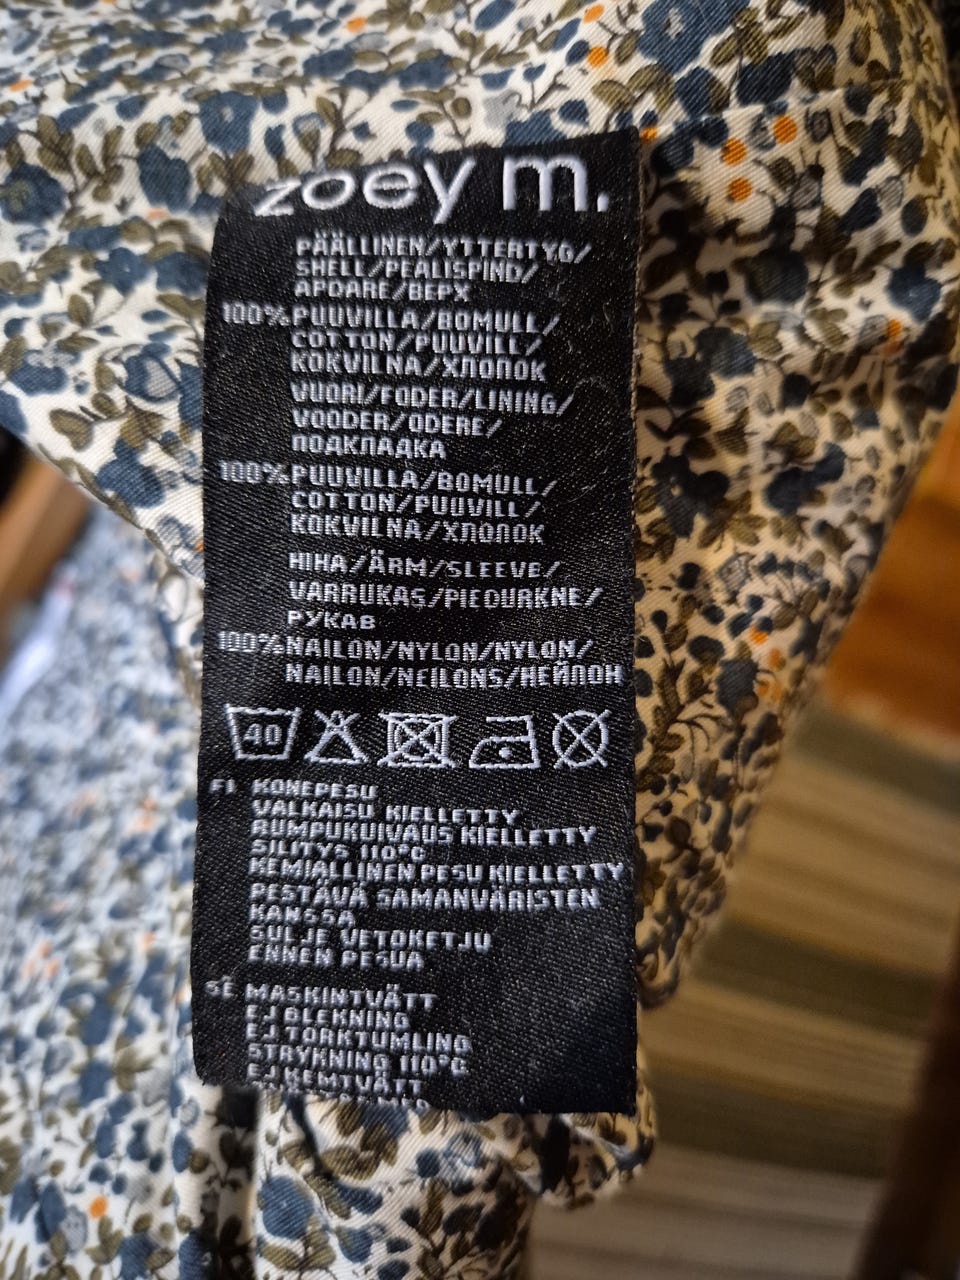 zoey m.
PÄÄLLINEN/YTTERTYG/
SHELL/PEALISPIND/
APDARE/ВЕРХ
100% PUUVILLA/BOMULL/
COTTON/PUUVILL/
KOKVILNA/ХЛОПОК
VUORI/FODER/LINING/
VOODER/ODERE/
ПОДКЛАДКА
100% PUUVILLA/BOMULL/
COTTON/PUUVILL/
KOKVILNA/ХЛОПОК
HIHA/ÄRM/SLEEVE/
VARRUKAS/PIEDURKNE/
РУКАВ
100% NAILON/NYLON/NYLON/
NAILON/NEILONS/НЕЙЛОН
40
FI KONEPESU
VALKAISU KIELLETTY
RUMPUKUIVAUS KIELLETTY
SILITYS 110°C
KEMIALLINEN PESU KIELLETTY
PESTÄVÄ SAMANVÄRISTEN
KANSSA
SULJE VETOKETJU
ENNEN PESUA
SE MASKINTVÄTT
EJ BLEKNING
EJ TORKTUMLING
STRYKNING 110°C
EJ KEMTVÄTT